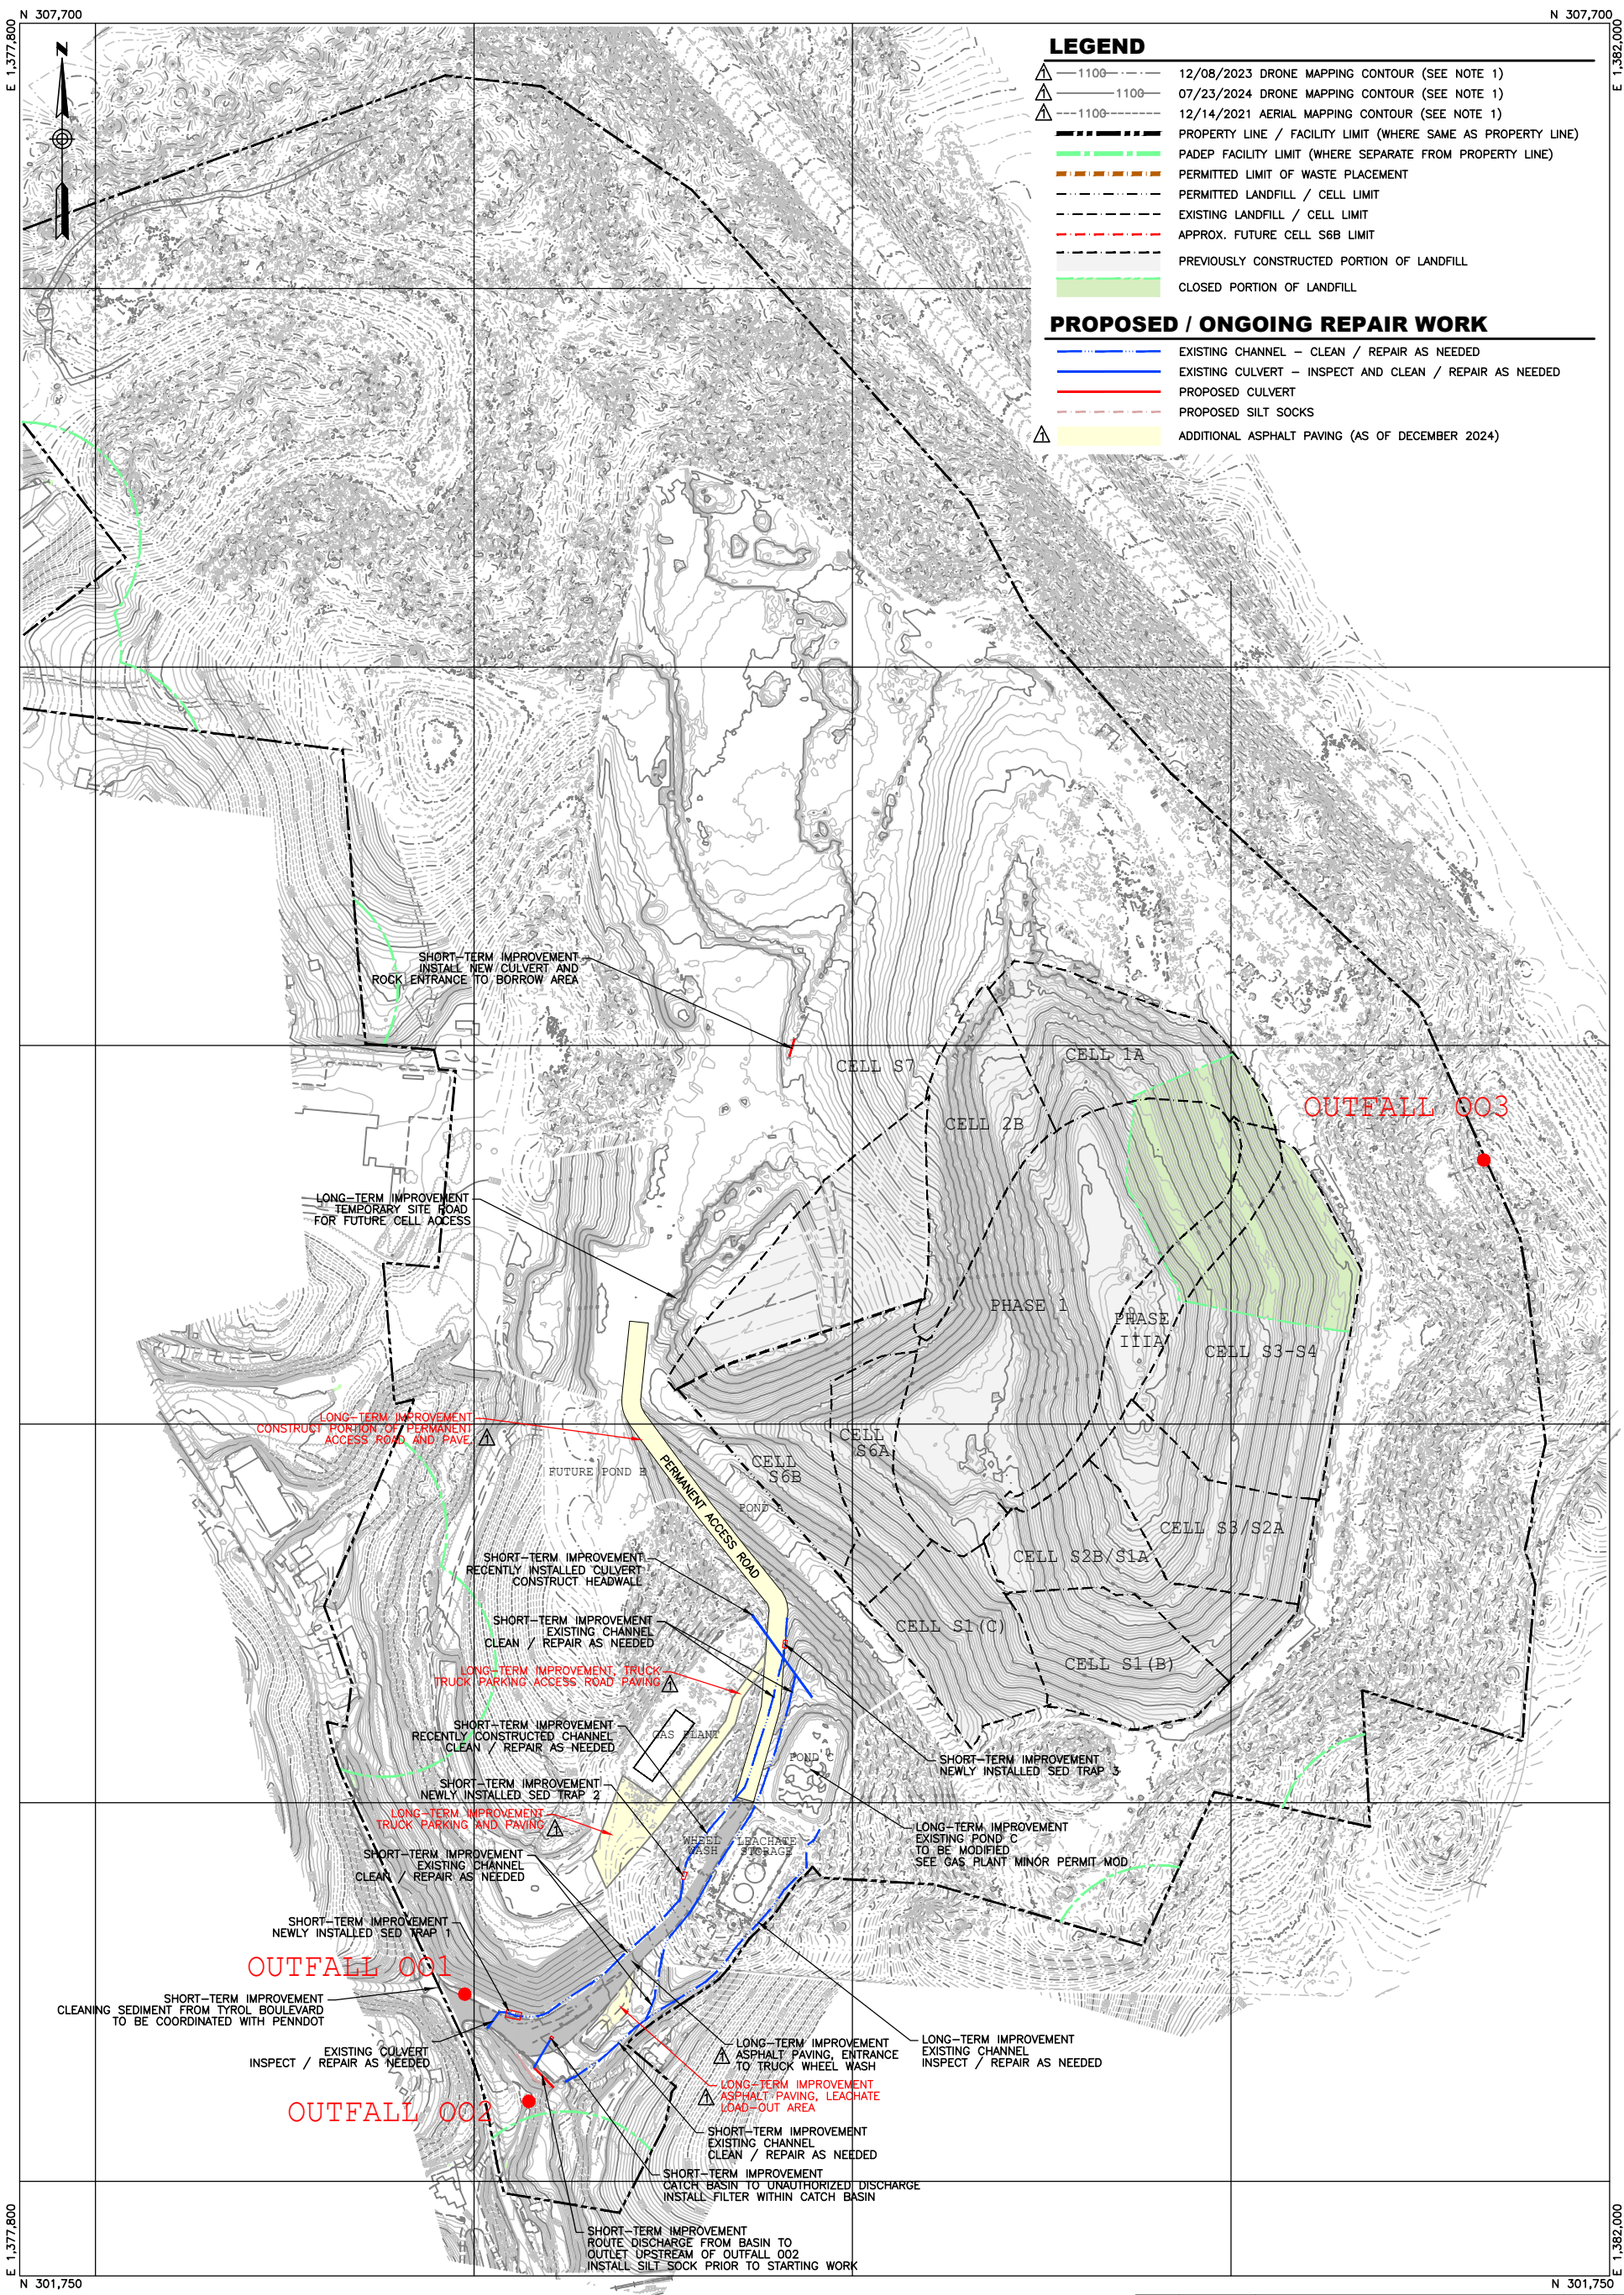 N 307,700
N 307,700
E 1,377,800
E 1,382,000
N
LEGEND
1100 12/08/2023 DRONE MAPPING CONTOUR (SEE NOTE 1)
1100 07/23/2024 DRONE MAPPING CONTOUR (SEE NOTE 1)
1100 12/14/2021 AERIAL MAPPING CONTOUR (SEE NOTE 1)
PROPERTY LINE / FACILITY LIMIT (WHERE SAME AS PROPERTY LINE)
PADEP FACILITY LIMIT (WHERE SEPARATE FROM PROPERTY LINE)
PERMITTED LIMIT OF WASTE PLACEMENT
PERMITTED LANDFILL / CELL LIMIT
EXISTING LANDFILL / CELL LIMIT
APPROX. FUTURE CELL S6B LIMIT
PREVIOUSLY CONSTRUCTED PORTION OF LANDFILL
CLOSED PORTION OF LANDFILL
PROPOSED / ONGOING REPAIR WORK
EXISTING CHANNEL – CLEAN / REPAIR AS NEEDED
EXISTING CULVERT – INSPECT AND CLEAN / REPAIR AS NEEDED
PROPOSED CULVERT
PROPOSED SILT SOCKS
1 ADDITIONAL ASPHALT PAVING (AS OF DECEMBER 2024)
SHORT-TERM IMPROVEMENT
INSTALL NEW CULVERT AND
ROCK ENTRANCE TO BORROW AREA
CELL S7
CELL 1A
CELL 2B
OUTFALL 003
LONG-TERM IMPROVEMENT
TEMPORARY SITE ROAD
FOR FUTURE CELL ACCESS
PHASE 1
PHASE
IIIA
CELL S3-S4
LONG-TERM IMPROVEMENT
CONSTRUCT PORTION OF PERMANENT
ACCESS ROAD AND PAVE 1
CELL
S6A
CELL
S6B
FUTURE POND B
PERMANENT ACCESS ROAD
POND A
CELL S3/S2A
CELL S2B/S1A
SHORT-TERM IMPROVEMENT
RECENTLY INSTALLED CULVERT
CONSTRUCT HEADWALL
SHORT-TERM IMPROVEMENT
EXISTING CHANNEL
CLEAN / REPAIR AS NEEDED
CELL S1(C)
CELL S1(B)
LONG-TERM IMPROVEMENT, TRUCK
TRUCK PARKING ACCESS ROAD PAVING 1
SHORT-TERM IMPROVEMENT
RECENTLY CONSTRUCTED CHANNEL
CLEAN / REPAIR AS NEEDED
GAS PLANT
POND C
SHORT-TERM IMPROVEMENT
NEWLY INSTALLED SED TRAP 3
SHORT-TERM IMPROVEMENT
NEWLY INSTALLED SED TRAP 2
LONG-TERM IMPROVEMENT
TRUCK PARKING AND PAVING 1
WHEEL
WASH
LEACHATE
STORAGE
LONG-TERM IMPROVEMENT
EXISTING POND C
TO BE MODIFIED
SEE GAS PLANT MINOR PERMIT MOD
SHORT-TERM IMPROVEMENT
EXISTING CHANNEL
CLEAN / REPAIR AS NEEDED
SHORT-TERM IMPROVEMENT
NEWLY INSTALLED SED TRAP 1
OUTFALL 001
SHORT-TERM IMPROVEMENT
CLEANING SEDIMENT FROM TYROL BOULEVARD
TO BE COORDINATED WITH PENNDOT
EXISTING CULVERT
INSPECT / REPAIR AS NEEDED
LONG-TERM IMPROVEMENT
1 ASPHALT PAVING, ENTRANCE
TO TRUCK WHEEL WASH
LONG-TERM IMPROVEMENT
EXISTING CHANNEL
INSPECT / REPAIR AS NEEDED
LONG-TERM IMPROVEMENT
1 ASPHALT PAVING, LEACHATE
LOAD-OUT AREA
OUTFALL 002
SHORT-TERM IMPROVEMENT
EXISTING CHANNEL
CLEAN / REPAIR AS NEEDED
SHORT-TERM IMPROVEMENT
CATCH BASIN TO UNAUTHORIZED DISCHARGE
INSTALL FILTER WITHIN CATCH BASIN
SHORT-TERM IMPROVEMENT
ROUTE DISCHARGE FROM BASIN TO
OUTLET UPSTREAM OF OUTFALL 002
INSTALL SILT SOCK PRIOR TO STARTING WORK
E 1,377,800
E 1,382,000
N 301,750
N 301,750